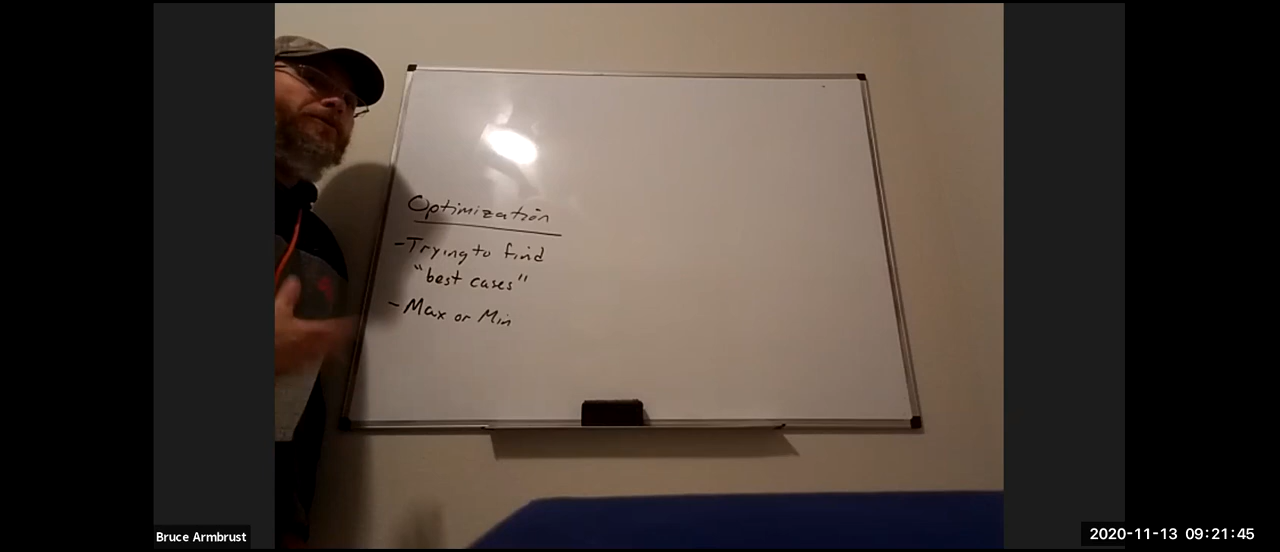 Optimization
- Trying to find
"best cases"
- Max or Min
Bruce Armbrust
2020-11-13 09:21:45